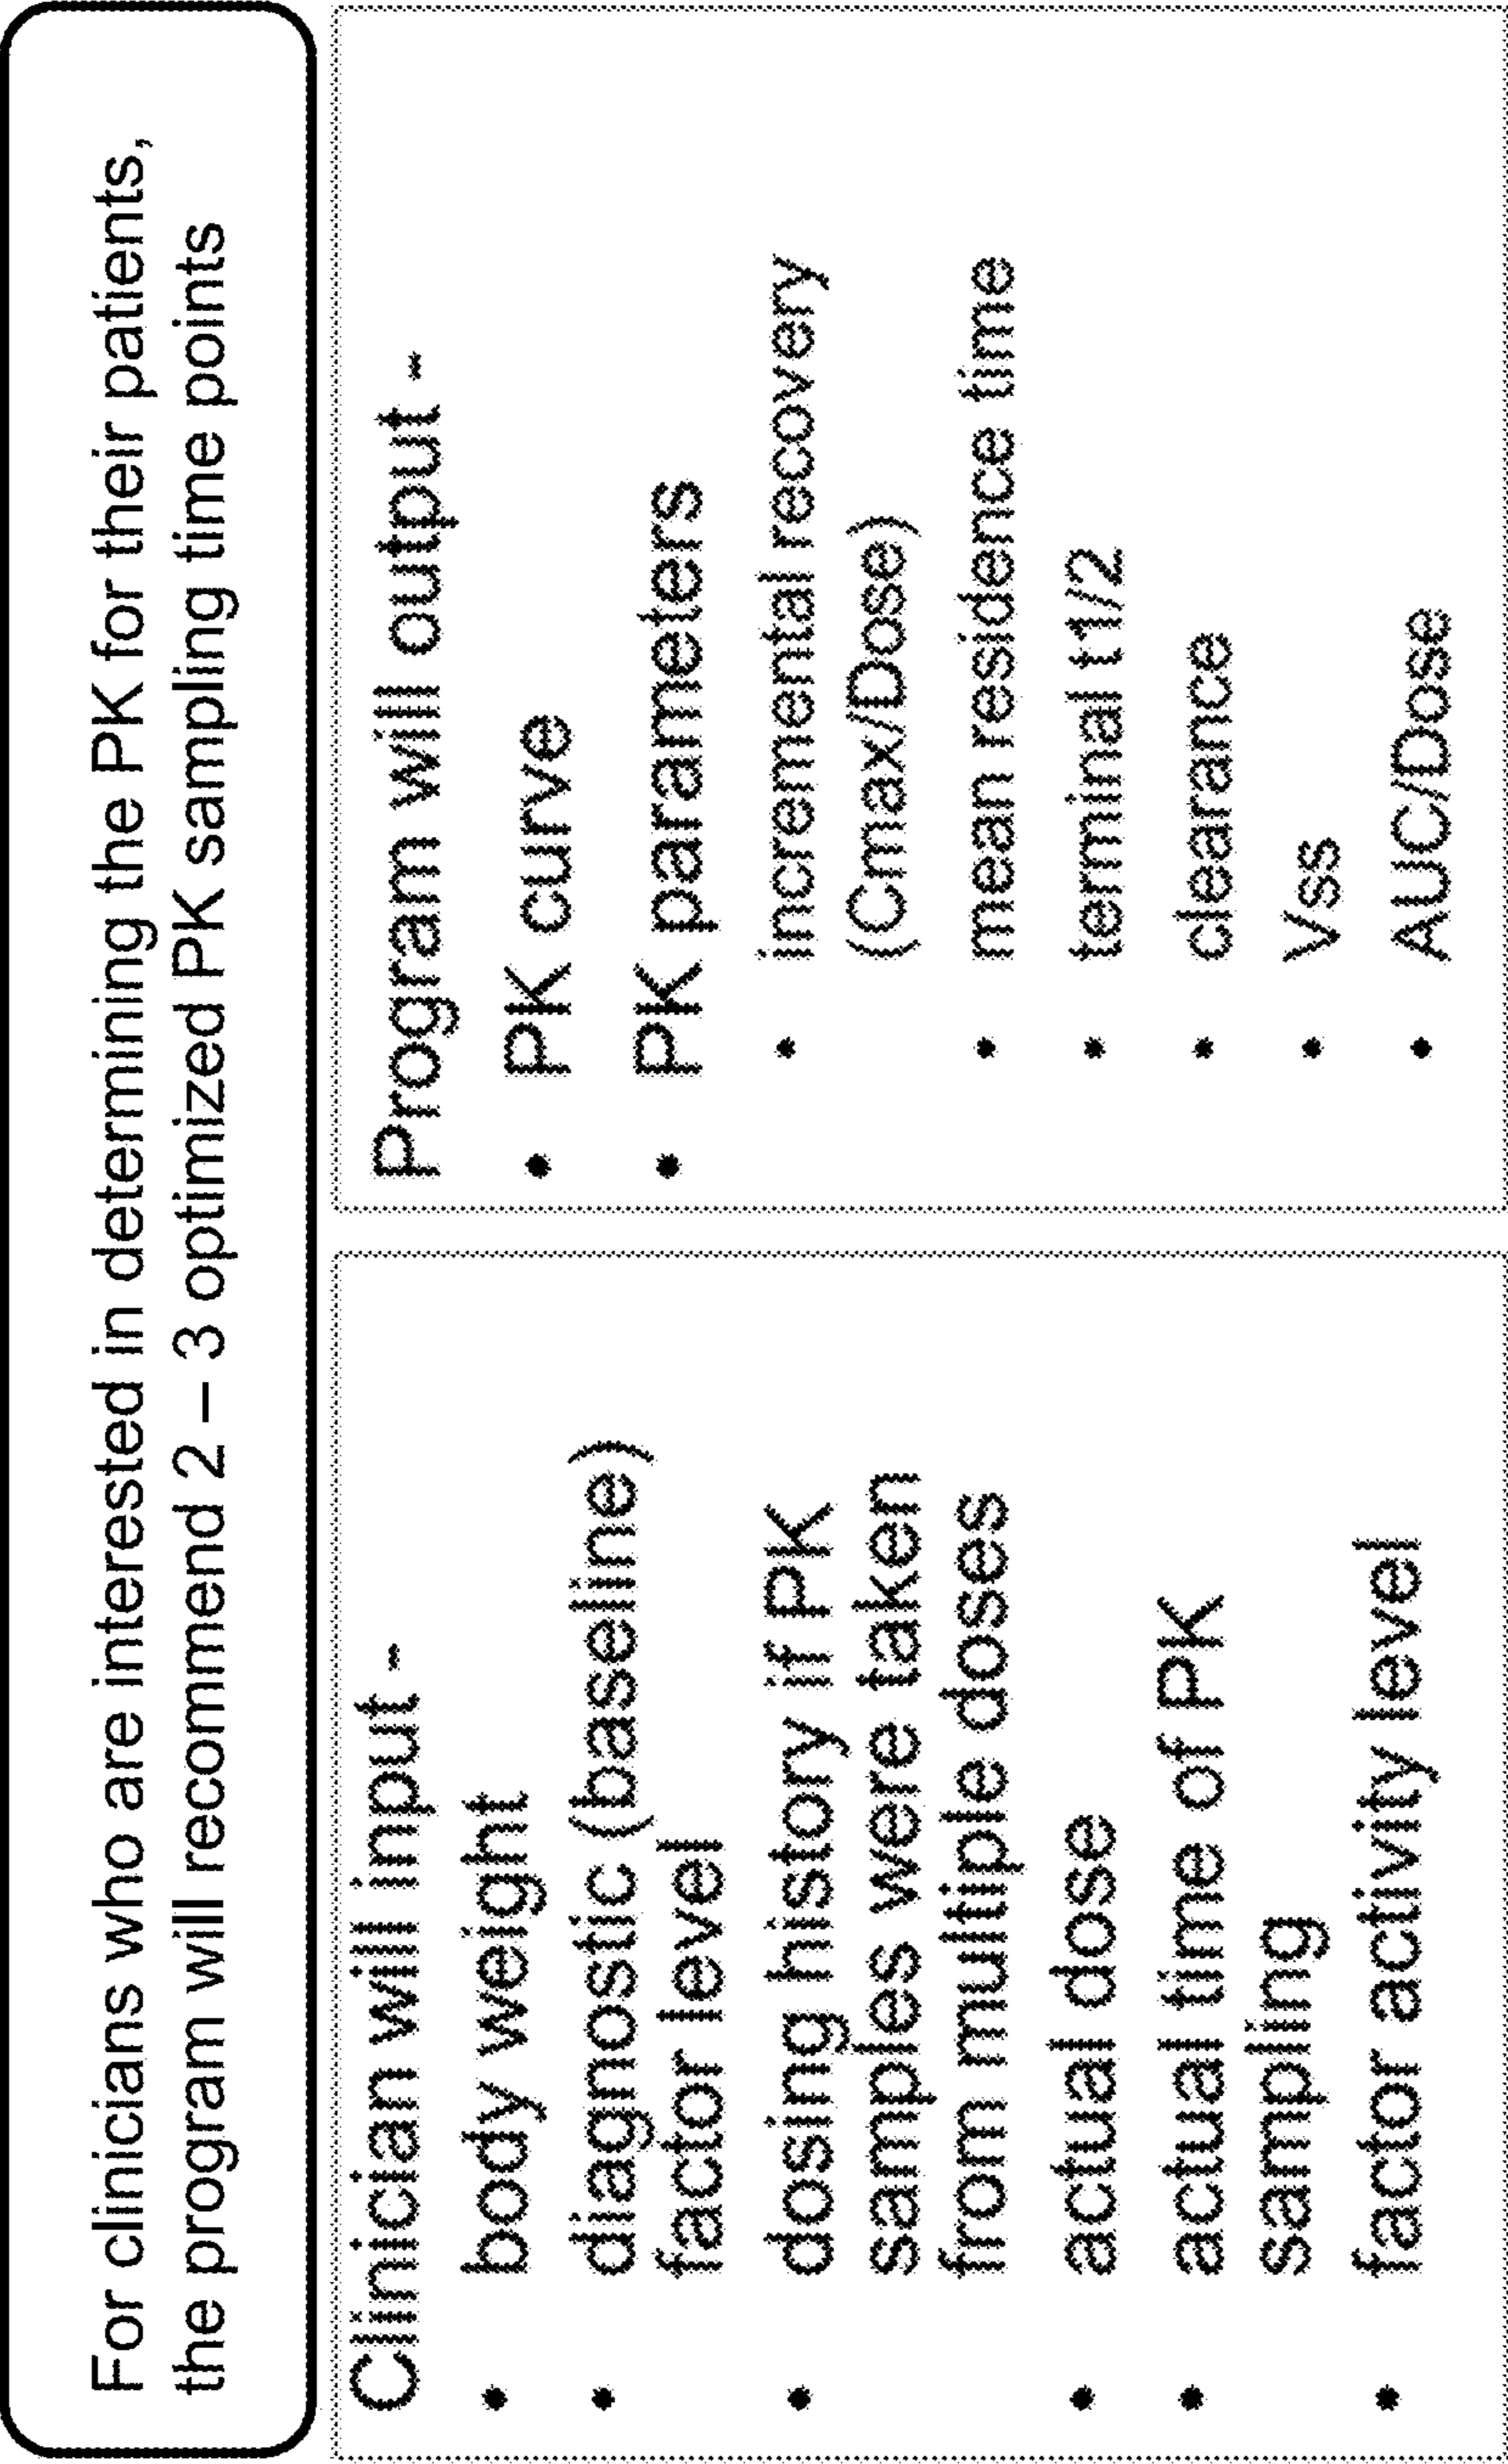 For clinicians who are interested in determining the PK for their patients,
the program will recommend 2 – 3 optimized PK sampling time points
Clinician will input -
• body weight
• diagnostic (baseline)
factor level
• dosing history if PK
samples were taken
from multiple doses
• actual dose
• actual time of PK
sampling
• factor activity level
Program will output -
• PK curve
• PK parameters
• incremental recovery
(Cmax/Dose)
• mean residence time
• terminal t1/2
• clearance
• Vss
• AUC/Dose